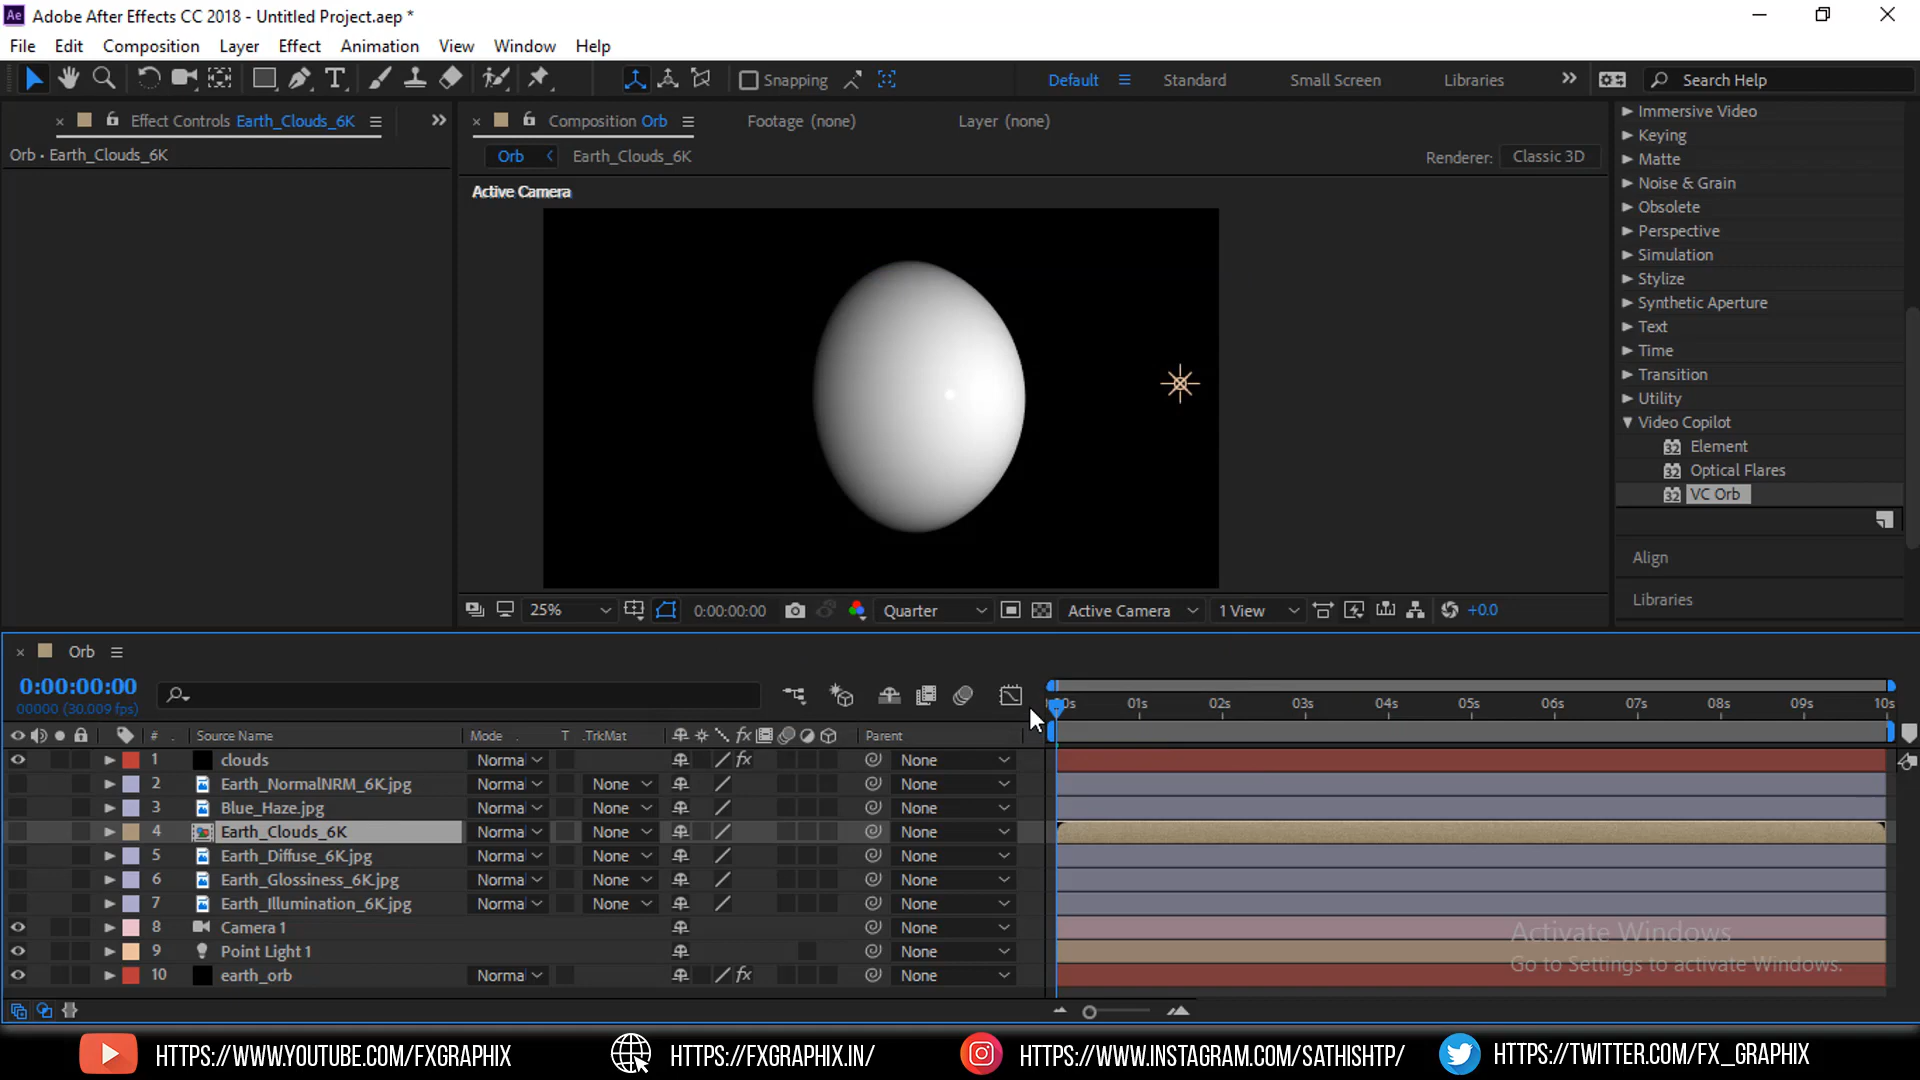 Ae Adobe After Effects CC 2018 - Untitled Project.aep *
File Edit Composition Layer Effect Animation View Window Help
T Snapping Default Standard Small Screen Libraries Search Help
Effect Controls Earth_Clouds_6K
Composition Orb Footage (none) Layer (none)
Orb • Earth_Clouds_6K
Orb Earth_Clouds_6K Renderer: Classic 3D
Active Camera
Immersive Video
Keying
Matte
Noise & Grain
Obsolete
Perspective
Simulation
Stylize
Synthetic Aperture
Text
Time
Transition
Utility
Video Copilot
32 Element
32 Optical Flares
32 VC Orb
Align
Libraries
25% 0:00:00:00 Quarter Active Camera 1 View +0.0
Orb
0:00:00:00
00000 (30.009 fps)
0s 01s 02s 03s 04s 05s 06s 07s 08s 09s 10s
# . Source Name Mode T .TrkMat fx Parent
1 clouds Norma fx None
2 Earth_NormalNRM_6K.jpg Norma None None
3 Blue_Haze.jpg Norma None None
4 Earth_Clouds_6K Norma None None
5 Earth_Diffuse_6K.jpg Norma None None
6 Earth_Glossiness_6K.jpg Norma None None
7 Earth_Illumination_6K.jpg Norma None None
8 Camera 1 None
9 Point Light 1 None
10 earth_orb Norma fx None
Activate Windows
Go to Settings to activate Windows.
HTTPS://WWW.YOUTUBE.COM/FXGRAPHIX HTTPS://FXGRAPHIX.IN/ HTTPS://WWW.INSTAGRAM.COM/SATHISHTP/ HTTPS://TWITTER.COM/FX_GRAPHIX